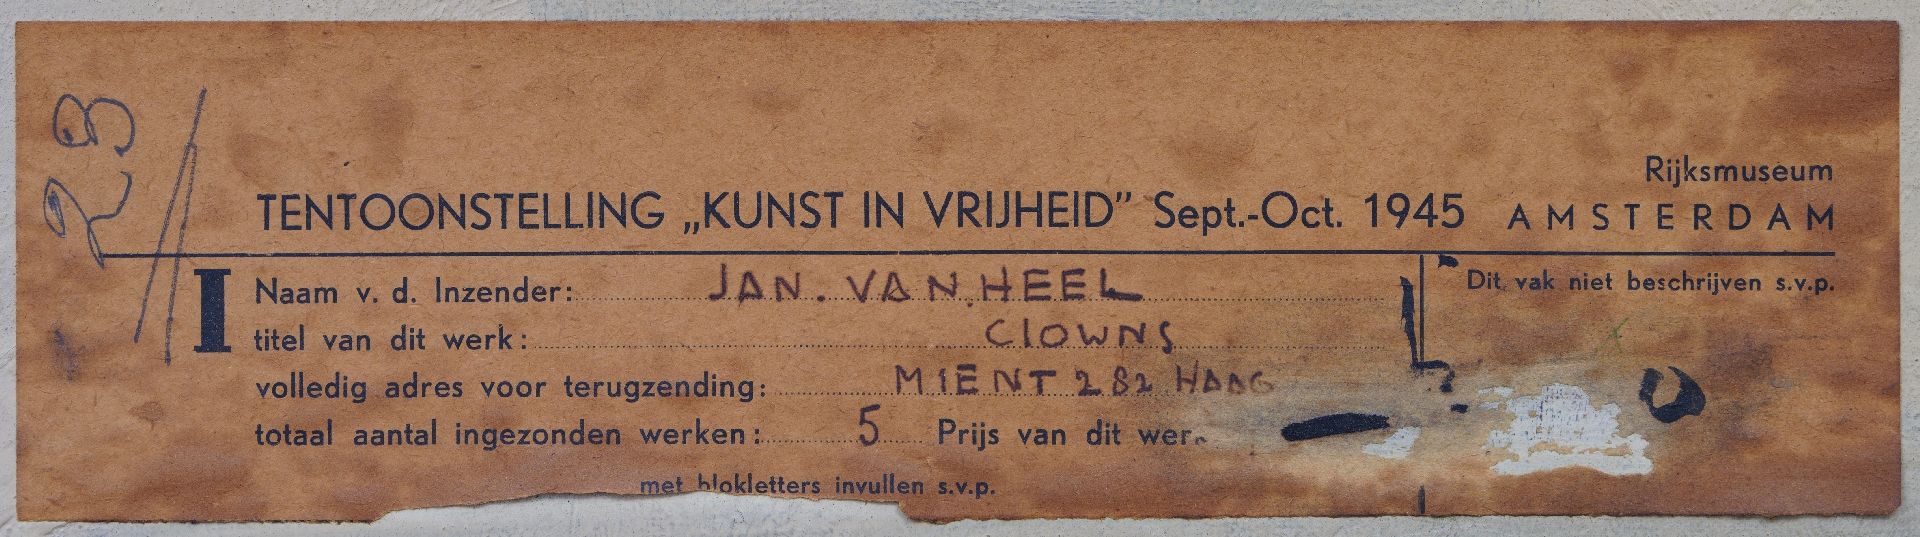 23
Rijksmuseum
TENTOONSTELLING „KUNST IN VRIJHEID” Sept.-Oct. 1945 AMSTERDAM
I
Naam v. d. Inzender: JAN. VAN. HEEL
Dit vak niet beschrijven s.v.p.
titel van dit werk: ClOWNS
volledig adres voor terugzending: MIENT 282 HAAG
totaal aantal ingezonden werken: 5 Prijs van dit werk
met blokletters invullen s.v.p.